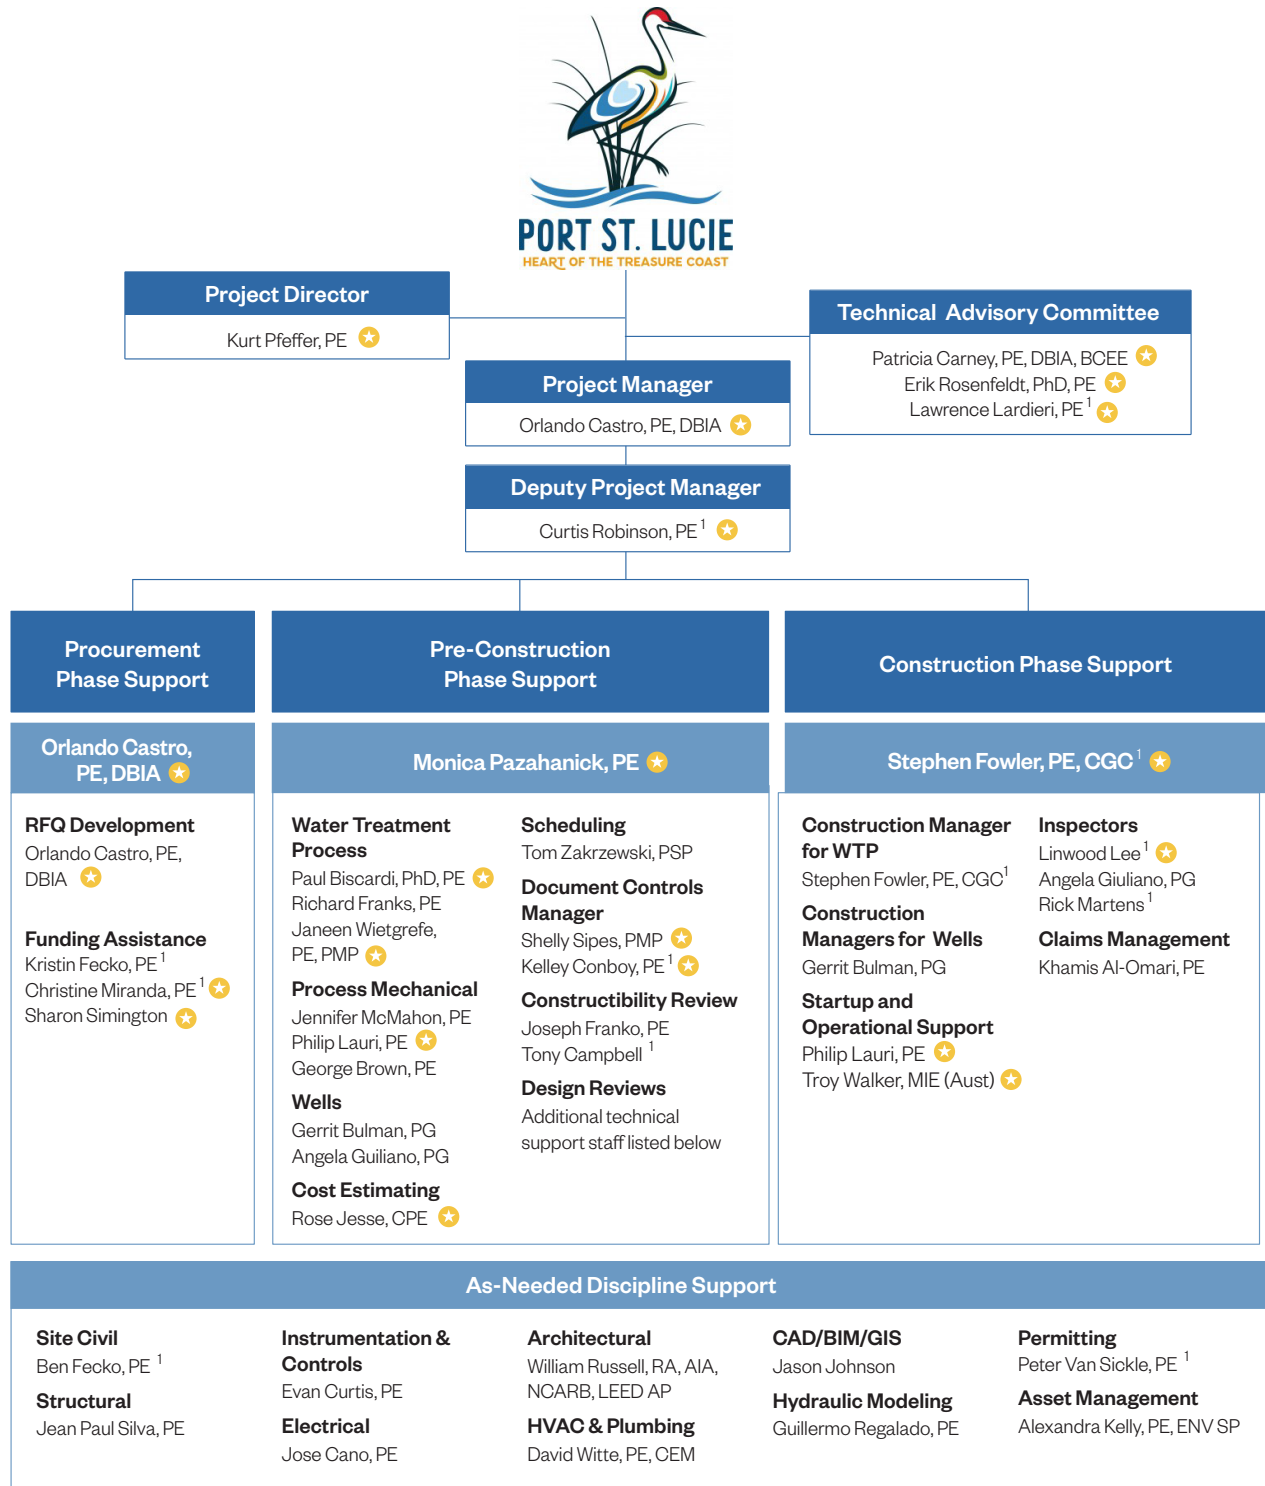 PORT ST. LUCIE
HEART OF THE TREASURE COAST
Project Director
Kurt Pfeffer, PE
Technical Advisory Committee
Patricia Carney, PE, DBIA, BCEE
Erik Rosenfeldt, PhD, PE
Lawrence Lardieri, PE 1
Project Manager
Orlando Castro, PE, DBIA
Deputy Project Manager
Curtis Robinson, PE 1
Procurement
Phase Support
Orlando Castro,
PE, DBIA
RFQ Development
Orlando Castro, PE,
DBIA
Funding Assistance
Kristin Fecko, PE 1
Christine Miranda, PE 1
Sharon Simington
Pre-Construction
Phase Support
Monica Pazahanick, PE
Water Treatment
Process
Paul Biscardi, PhD, PE
Richard Franks, PE
Janeen Wietgrefe,
PE, PMP
Process Mechanical
Jennifer McMahon, PE
Philip Lauri, PE
George Brown, PE
Wells
Gerrit Bulman, PG
Angela Guiliano, PG
Cost Estimating
Rose Jesse, CPE
Scheduling
Tom Zakrzewski, PSP
Document Controls
Manager
Shelly Sipes, PMP
Kelley Conboy, PE 1
Constructibility Review
Joseph Franko, PE
Tony Campbell 1
Design Reviews
Additional technical
support staff listed below
Construction Phase Support
Stephen Fowler, PE, CGC 1
Construction Manager
for WTP
Stephen Fowler, PE, CGC 1
Construction
Managers for Wells
Gerrit Bulman, PG
Startup and
Operational Support
Philip Lauri, PE
Troy Walker, MIE (Aust)
Inspectors
Linwood Lee 1
Angela Giuliano, PG
Rick Martens 1
Claims Management
Khamis Al-Omari, PE
As-Needed Discipline Support
Site Civil
Ben Fecko, PE 1
Structural
Jean Paul Silva, PE
Instrumentation &
Controls
Evan Curtis, PE
Electrical
Jose Cano, PE
Architectural
William Russell, RA, AIA,
NCARB, LEED AP
HVAC & Plumbing
David Witte, PE, CEM
CAD/BIM/GIS
Jason Johnson
Hydraulic Modeling
Guillermo Regalado, PE
Permitting
Peter Van Sickle, PE 1
Asset Management
Alexandra Kelly, PE, ENV SP